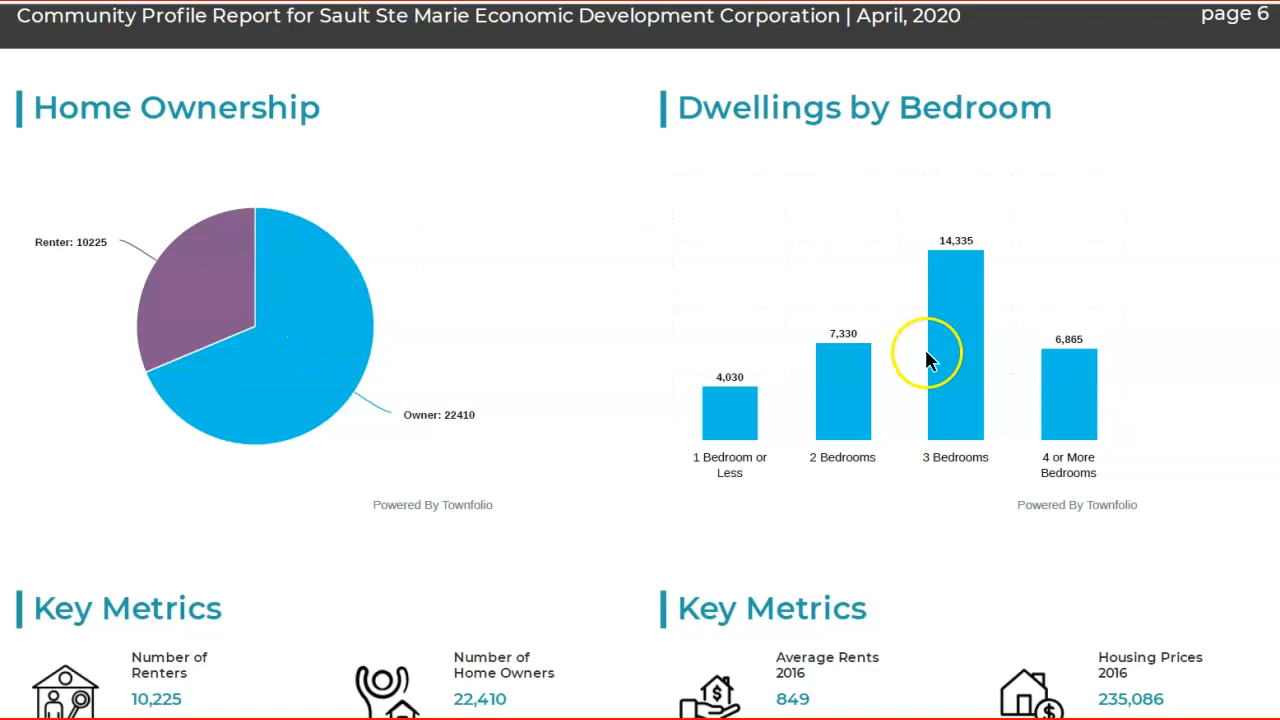 Community Profile Report for Sault Ste Marie Economic Development Corporation | April, 2020
page 6
Home Ownership
Dwellings by Bedroom
Renter: 10225
Owner: 22410
14,335
7,330
6,865
4,030
1 Bedroom or
Less
2 Bedrooms
3 Bedrooms
4 or More
Bedrooms
Powered By Townfolio
Powered By Townfolio
Key Metrics
Key Metrics
Number of
Renters
10,225
Number of
Home Owners
22,410
Average Rents
2016
849
Housing Prices
2016
235,086